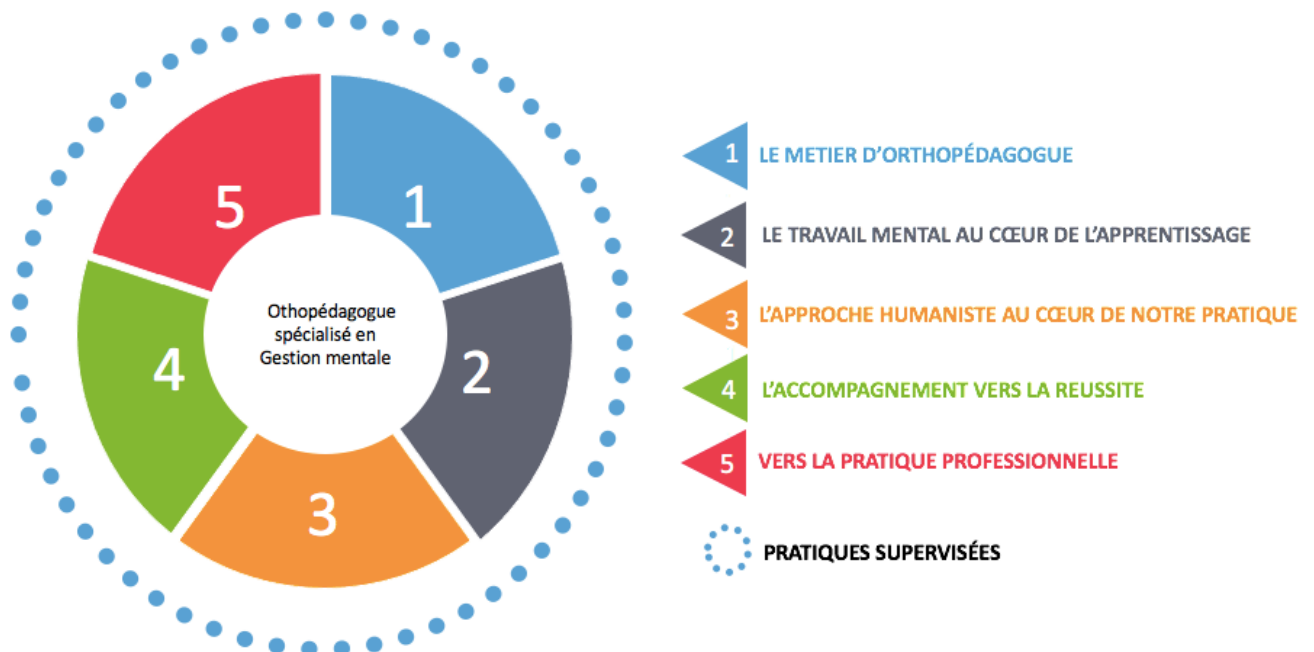 5
1
4
2
3
Othopédagogue
spécialisé en
Gestion mentale
1 LE METIER D'ORTHOPÉDAGOGUE
2 LE TRAVAIL MENTAL AU CŒUR DE L'APPRENTISSAGE
3 L'APPROCHE HUMANISTE AU CŒUR DE NOTRE PRATIQUE
4 L'ACCOMPAGNEMENT VERS LA REUSSITE
5 VERS LA PRATIQUE PROFESSIONNELLE
PRATIQUES SUPERVISÉES